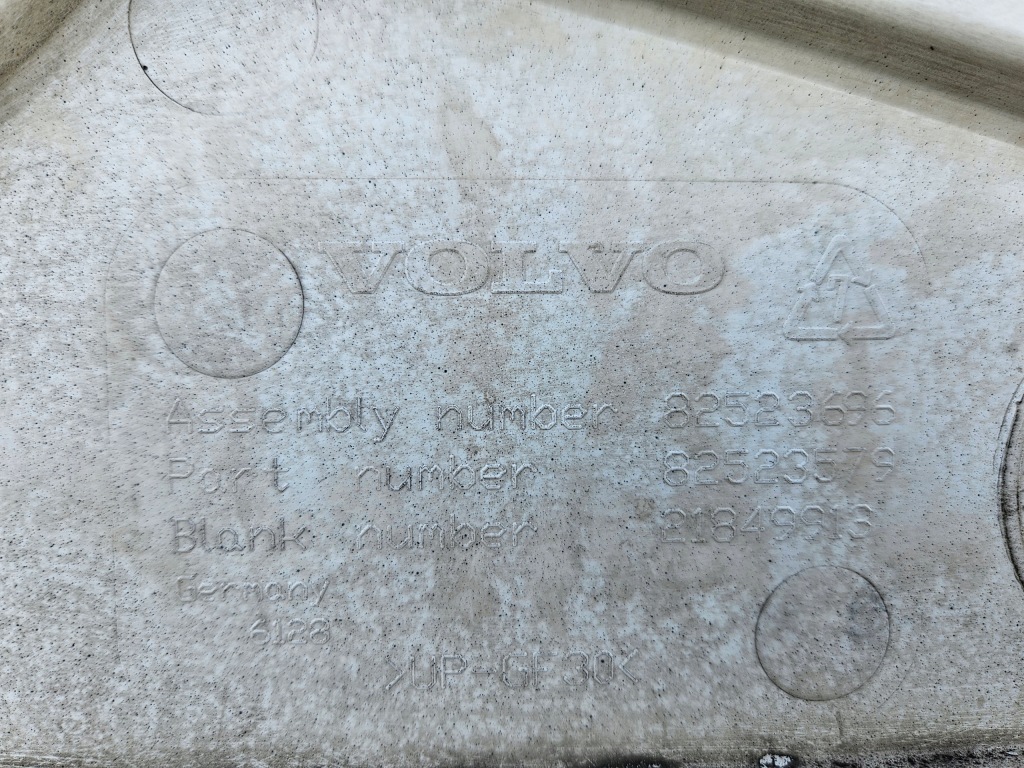 VOLVO
Assembly number 82523696
Part number 82523579
Blank number 21849913
Germany
6128
>UP-GF30<